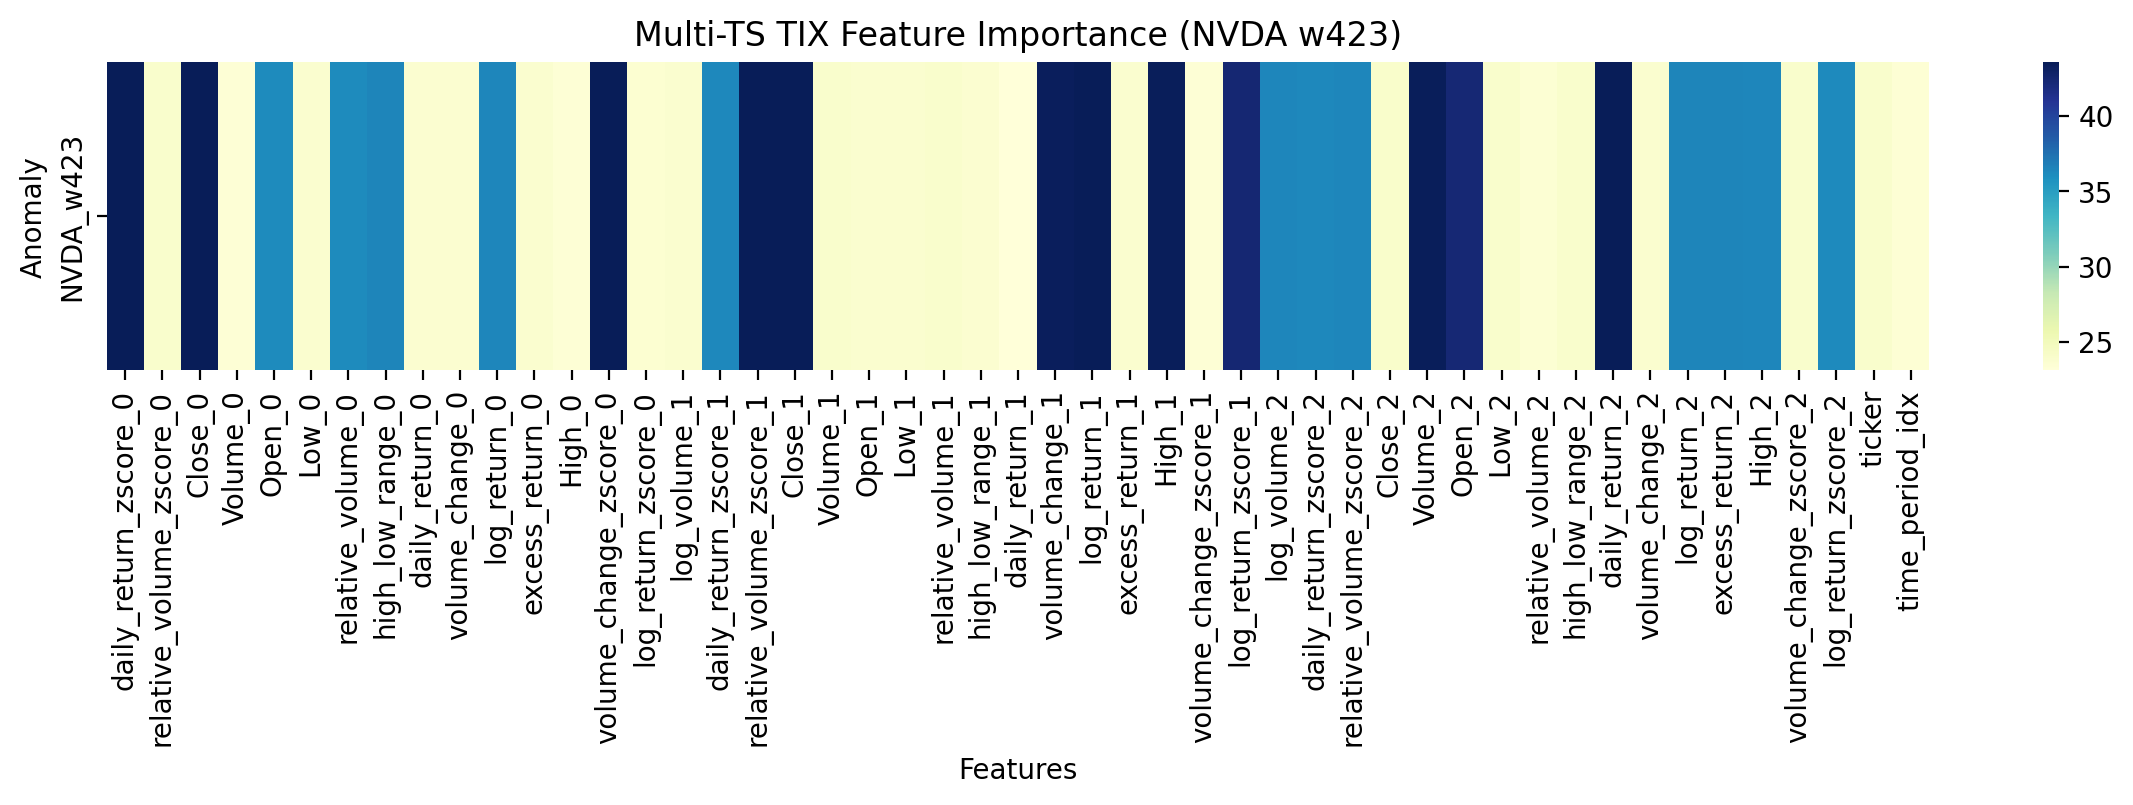 Multi-TS TIX Feature Importance (NVDA w423)
Anomaly
NVDA_w423
40
35
30
25
daily_return_zscore_0
relative_volume_zscore_0
Close_0
Volume_0
Open_0
Low_0
relative_volume_0
high_low_range_0
daily_return_0
volume_change_0
log_return_0
excess_return_0
High_0
volume_change_zscore_0
log_return_zscore_0
log_volume_1
daily_return_zscore_1
relative_volume_zscore_1
Close_1
Volume_1
Open_1
Low_1
relative_volume_1
high_low_range_1
daily_return_1
volume_change_1
log_return_1
excess_return_1
High_1
volume_change_zscore_1
log_return_zscore_1
log_volume_2
daily_return_zscore_2
relative_volume_zscore_2
Close_2
Volume_2
Open_2
Low_2
relative_volume_2
high_low_range_2
daily_return_2
volume_change_2
log_return_2
excess_return_2
High_2
volume_change_zscore_2
log_return_zscore_2
ticker
time_period_idx
Features